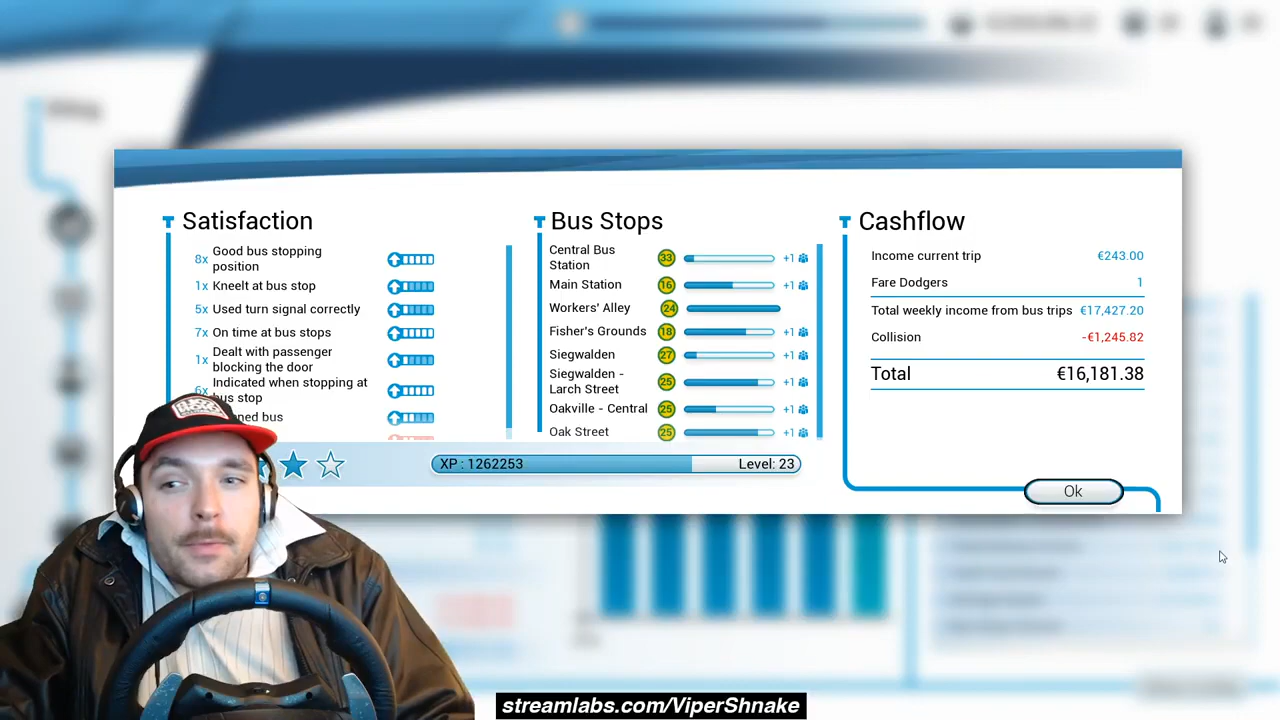 Satisfaction
8x Good bus stopping
position
1x Kneelt at bus stop
5x Used turn signal correctly
7x On time at bus stops
1x Dealt with passenger
blocking the door
6x Indicated when stopping at
bus stop
bus
XP : 1262253 Level: 23
Bus Stops
Central Bus
Station 33 +1
Main Station 16 +1
Workers' Alley 24
Fisher's Grounds 18 +1
Siegwalden 27 +1
Siegwalden -
Larch Street 25 +1
Oakville - Central 25 +1
Oak Street 25 +1
Cashflow
Income current trip €243.00
Fare Dodgers 1
Total weekly income from bus trips €17,427.20
Collision -€1,245.82
Total €16,181.38
Ok
streamlabs.com/ViperShnake